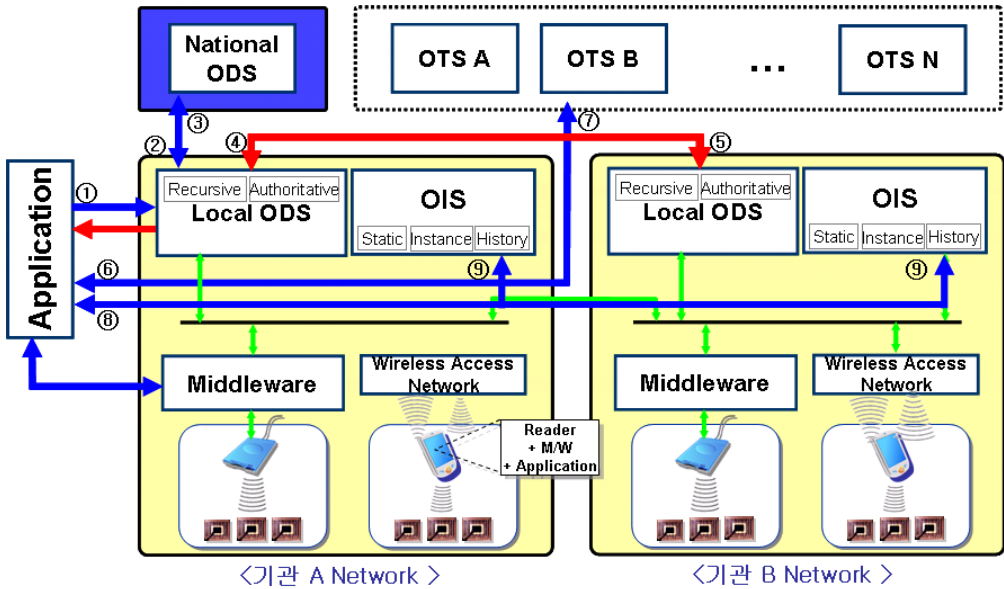 National
ODS
OTS A
OTS B
...
OTS N
③
⑦
②
④
⑤
Application
①
Recursive
Authoritative
Local ODS
OIS
Static
Instance
History
Recursive
Authoritative
Local ODS
OIS
Static
Instance
History
⑥
⑨
⑨
⑧
Middleware
Wireless Access
Network
Middleware
Wireless Access
Network
Reader
+ M/W
+ Application
<기관 A Network >
<기관 B Network >